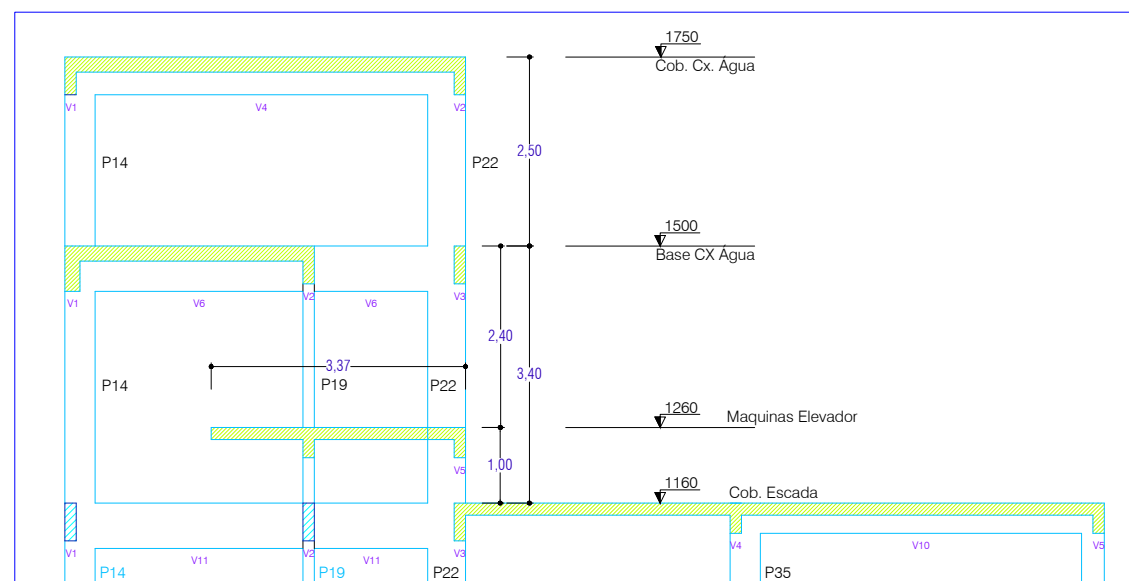 1750
Cob. Cx. Água
V1
V4
V2
P14
P22
2,50
1500
Base CX Água
V1
V6
V2
V6
V3
2,40
3,37
3,40
P14
P19
P22
1260
Maquinas Elevador
1,00
V5
1160
Cob. Escada
V1
V11
V2
V11
V3
V4
V10
V5
P14
P19
P22
P35